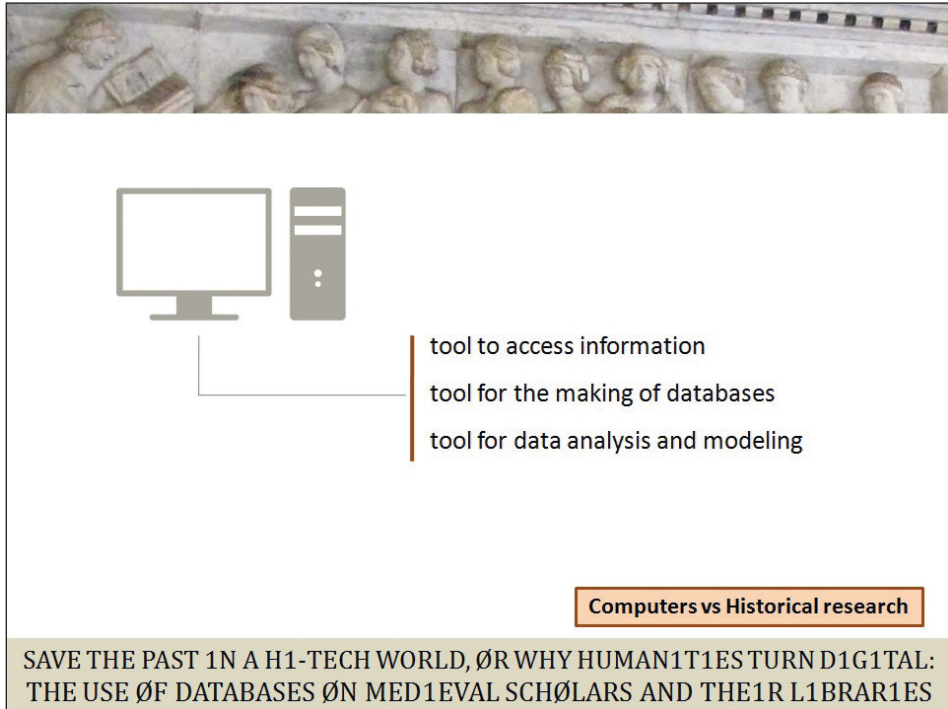 tool to access information
tool for the making of databases
tool for data analysis and modeling
Computers vs Historical research
SAVE THE PAST 1N A H1-TECH WORLD, ØR WHY HUMAN1T1ES TURN D1G1TAL:
THE USE ØF DATABASES ØN MED1EVAL SCHØLARS AND THE1R L1BRAR1ES